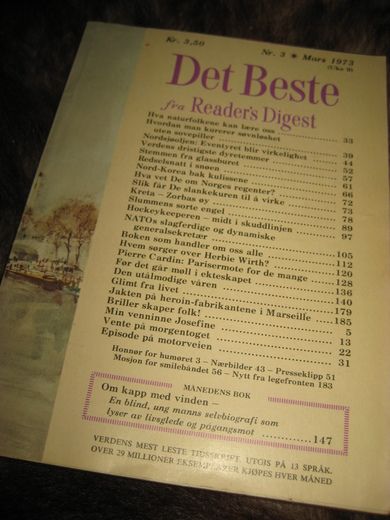 Kr. 3,50
Nr. 3 ★ Mars 1973
(Uke 9)
Det Beste
fra Reader's Digest
Hva naturfolkene kan lære oss 33
Hvordan man kurerer søvnløshet
uten sovepiller 39
Nordsjøoljen: Eventyret blir virkelighet 44
Verdens dristigste dyretemmer 52
Stemmen fra glassburet 57
Redselsnatt i snøen 61
Nord-Korea bak kulissene 66
Hva vet De om Norges regenter? 72
Slik får De slankekuren til å virke 73
Kreta – Zorbas øy 78
Slummens sorte engel 89
Hockeykeeperen – midt i skuddlinjen 97
NATOs slagferdige og dynamiske
generalsekretær 105
Boken som handler om oss alle 112
Hvem sørger over Herbie Wirth? 120
Pierre Cardin: Parisermote for de mange 128
Før det går møll i ekteskapet 136
Den utålmodige våren 140
Glimt fra livet 179
Jakten på heroin-fabrikantene i Marseille 185
Briller skaper folk! 5
Min venninne Josefine 13
Vente på morgentoget 22
Episode på motorveien 31
Honnør for humøret 3 – Nærbilder 43 – Presseklipp 51
Mosjon for smilebåndet 56 – Nytt fra legefronten 183
MÅNEDENS BOK
Om kapp med vinden –
En blind, ung manns selvbiografi som
lyser av livsglede og pågangsmot 147
VERDENS MEST LESTE TIDSSKRIFT. UTGIS PÅ 13 SPRÅK.
OVER 29 MILLIONER EKSEMPLARER KJØPES HVER MÅNED